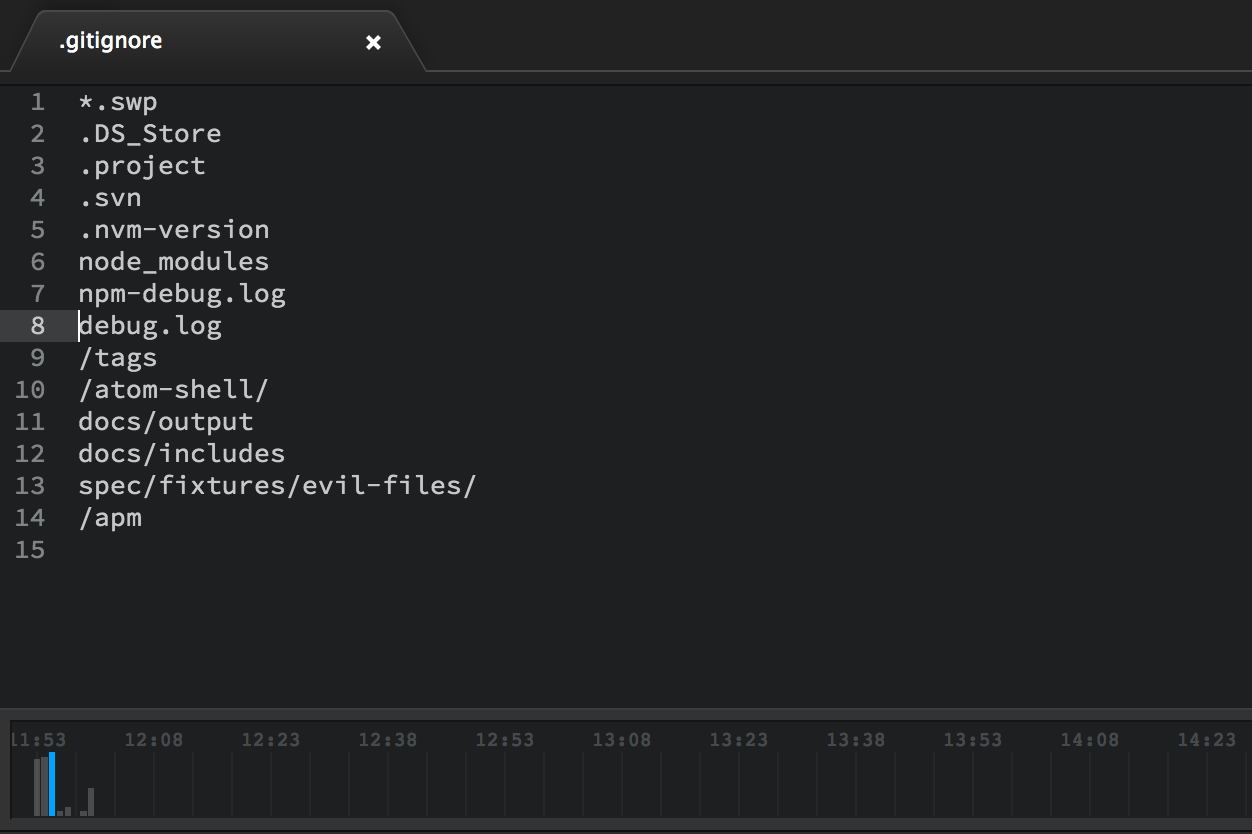 .gitignore ×
1 *.swp
2 .DS_Store
3 .project
4 .svn
5 .nvm-version
6 node_modules
7 npm-debug.log
8 debug.log
9 /tags
10 /atom-shell/
11 docs/output
12 docs/includes
13 spec/fixtures/evil-files/
14 /apm
15
11:53 12:08 12:23 12:38 12:53 13:08 13:23 13:38 13:53 14:08 14:23